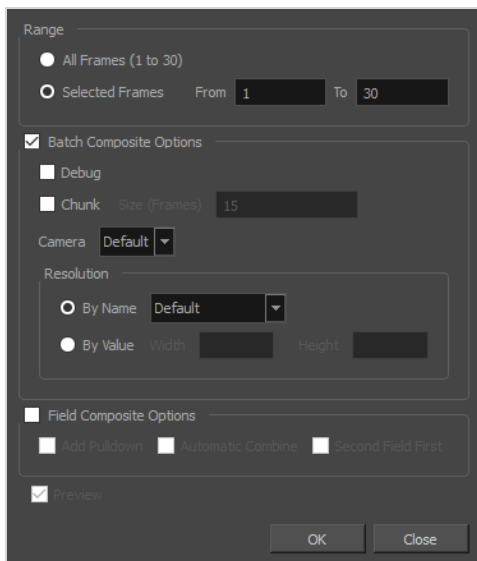 Range
All Frames (1 to 30)
Selected Frames From 1 To 30
Batch Composite Options
Debug
Chunk Size (Frames) 15
Camera Default
Resolution
By Name Default
By Value Width Height
Field Composite Options
Add Pulldown Automatic Combine Second Field First
Preview
OK Close